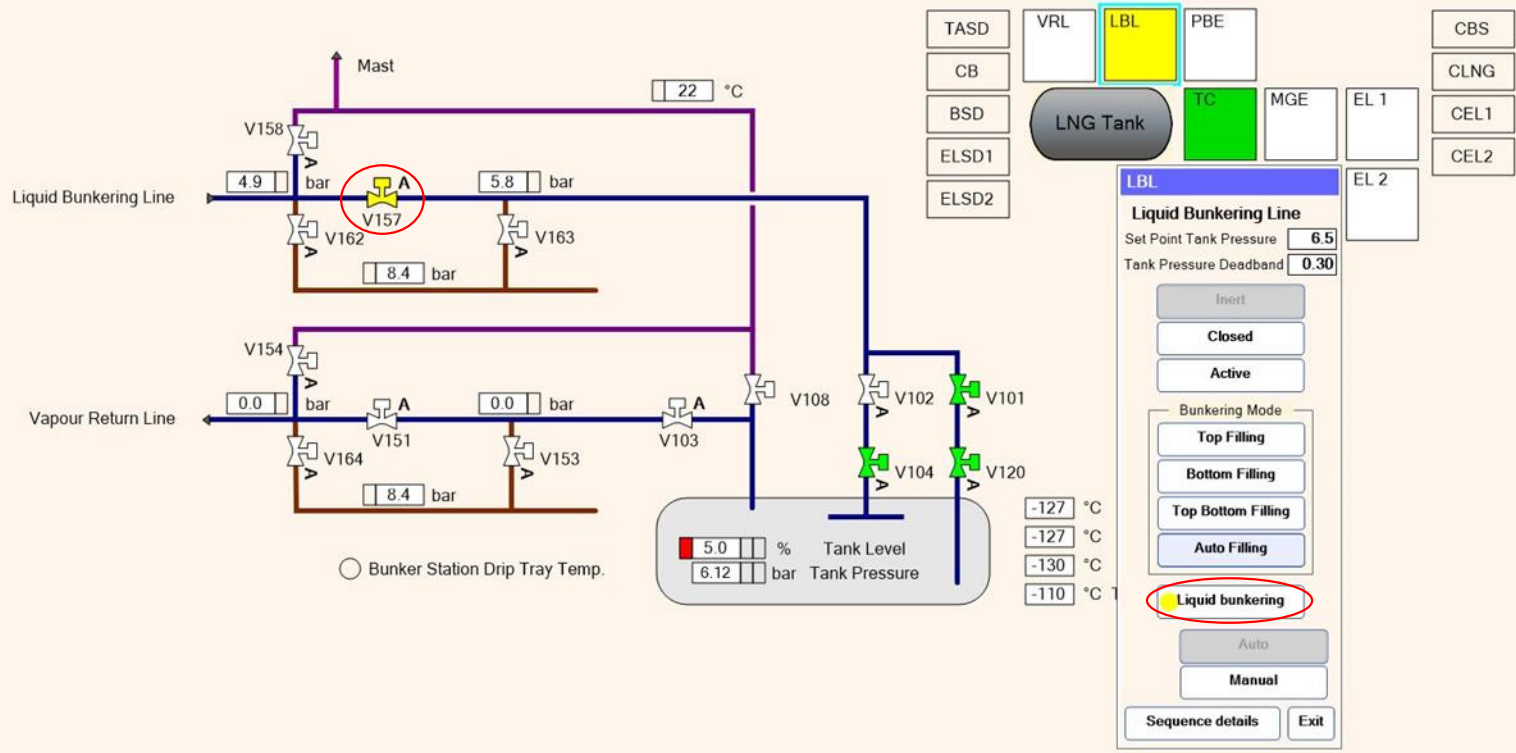 TASD
VRL
LBL
PBE
CBS
Mast
CB
CLNG
22 °C
TC
MGE
EL 1
BSD
LNG Tank
CEL1
V158
A
ELSD1
CEL2
4.9 bar
A
5.8 bar
LBL
EL 2
Liquid Bunkering Line
ELSD2
V157
Liquid Bunkering Line
V162
A
V163
A
Set Point Tank Pressure 6.5
Tank Pressure Deadband 0.30
8.4 bar
Inert
Closed
V154
A
Active
0.0 bar
A
0.0 bar
A
V108
V102
A
V101
A
Bunkering Mode
Vapour Return Line
V151
V103
Top Filling
V164
A
V153
A
V104
A
V120
A
Bottom Filling
8.4 bar
-127 °C
Top Bottom Filling
-127 °C
5.0 % Tank Level
Auto Filling
Bunker Station Drip Tray Temp.
6.12 bar Tank Pressure
-130 °C
-110 °C T
Liquid bunkering
Auto
Manual
Sequence details
Exit